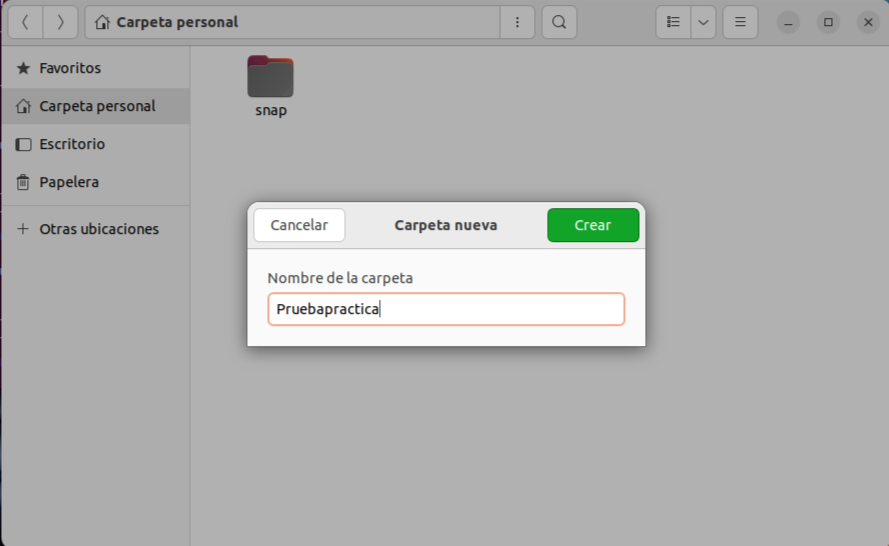 Carpeta personal
Favoritos
Carpeta personal
Escritorio
Papelera
Otras ubicaciones
snap
Cancelar
Carpeta nueva
Crear
Nombre de la carpeta
Pruebapractica